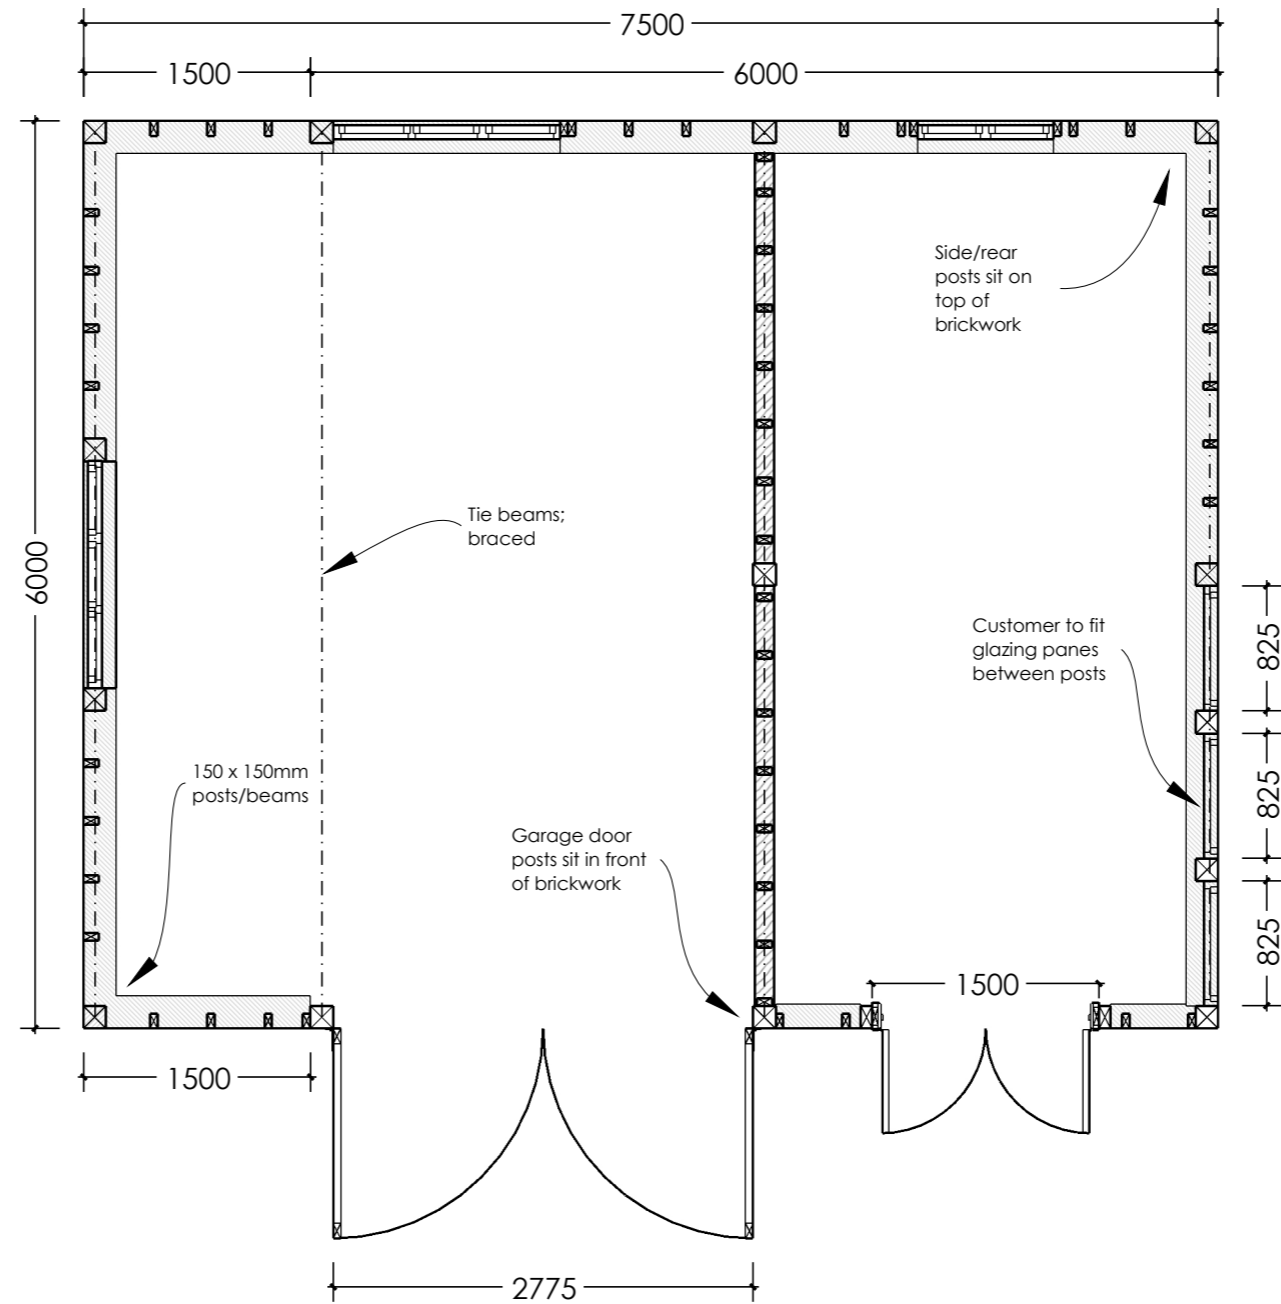 7500
1500
6000
6000
Side/rear
posts sit on
top of
brickwork
Tie beams;
braced
Customer to fit
glazing panes
between posts
825
825
825
150 x 150mm
posts/beams
Garage door
posts sit in front
of brickwork
1500
1500
2775